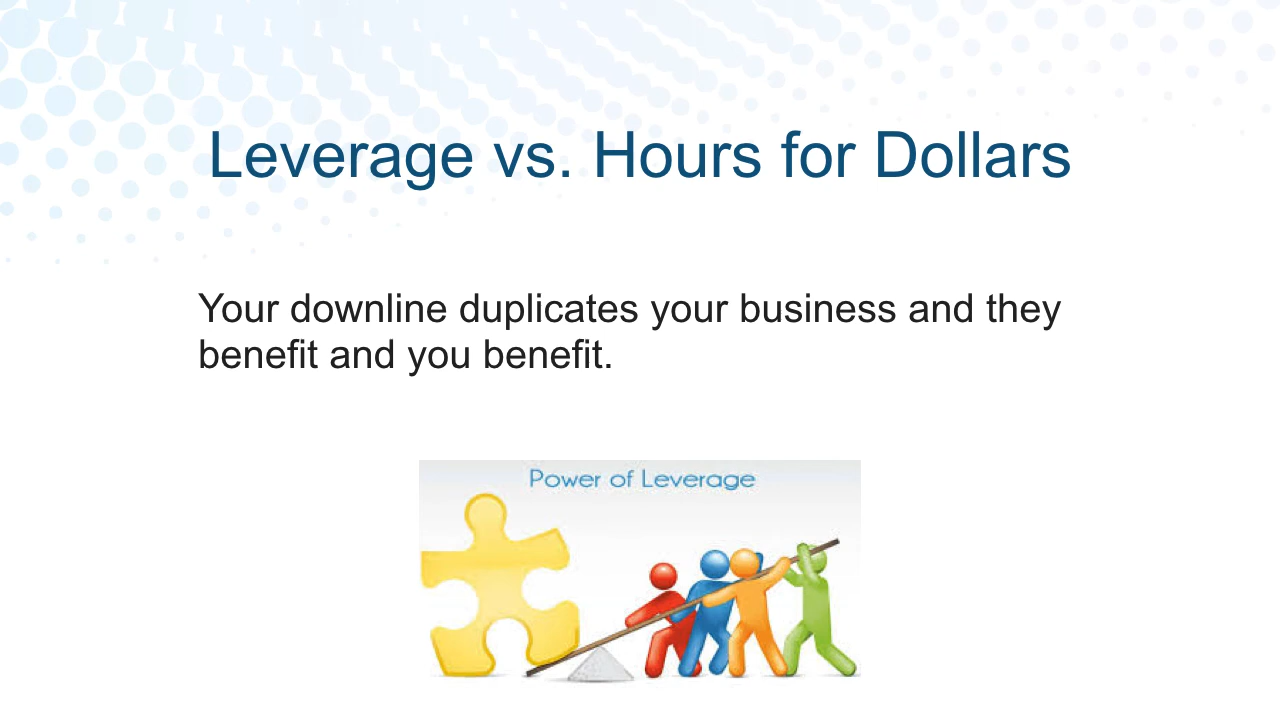 Leverage vs. Hours for Dollars
Your downline duplicates your business and they
benefit and you benefit.
Power of Leverage